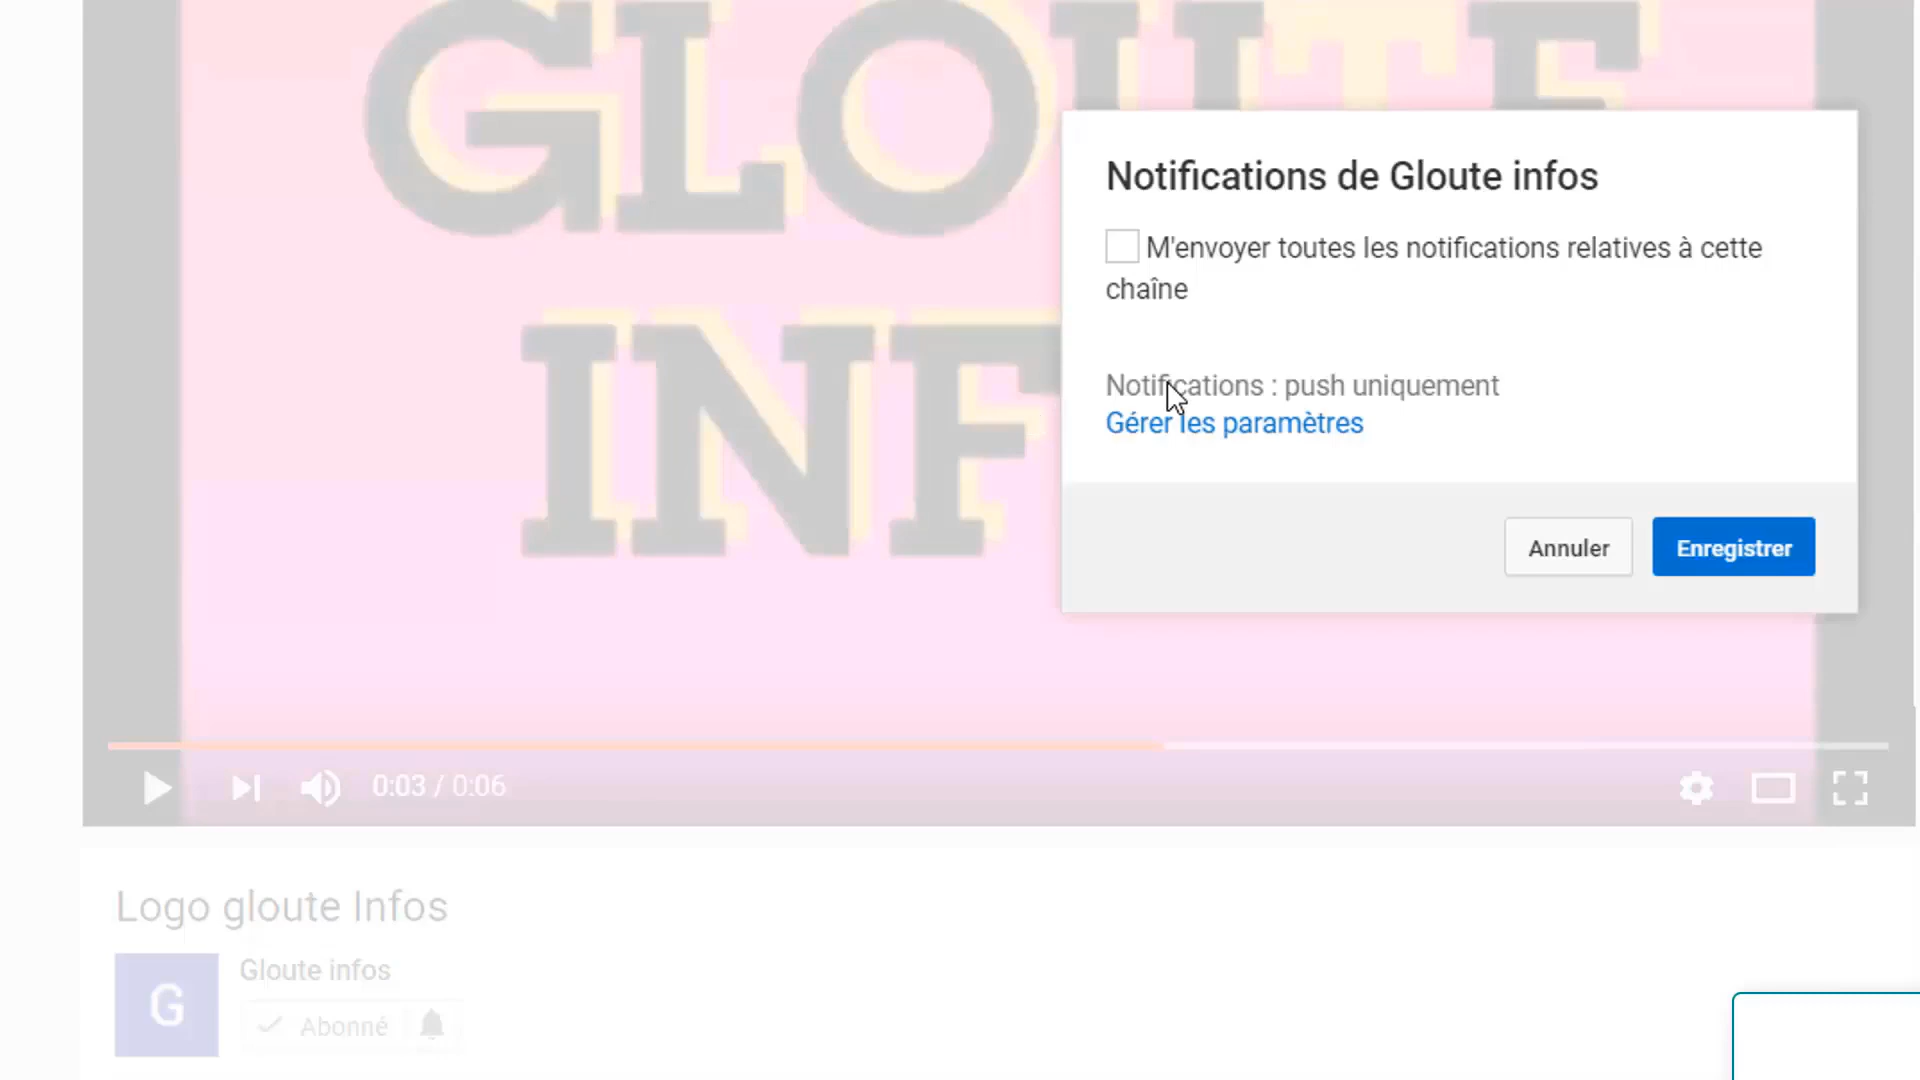 GLOUTE
INF
Notifications de Gloute infos
M'envoyer toutes les notifications relatives à cette
chaîne
Notifications : push uniquement
Gérer les paramètres
Annuler
Enregistrer
0:03 / 0:06
Logo gloute Infos
G
Gloute infos
Abonné